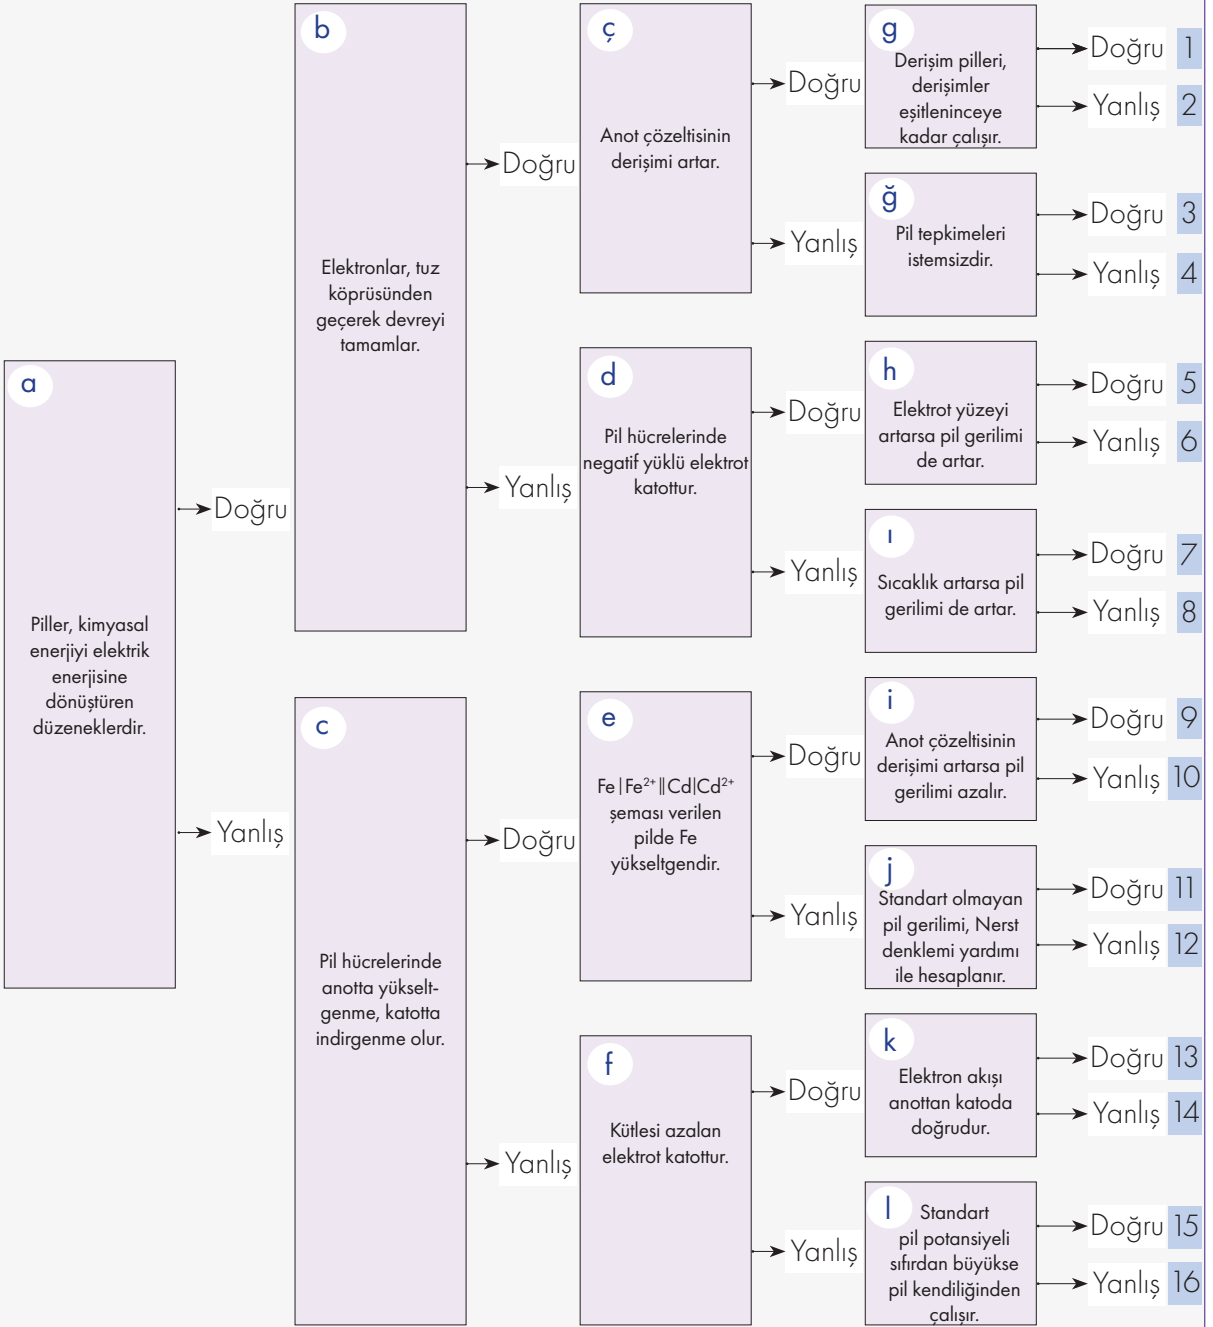 a
Piller, kimyasal
enerjiyi elektrik
enerjisine
dönüştüren
düzeneklerdir.
Doğru
Yanlış
b
Elektronlar, tuz
köprüsünden
geçerek devreyi
tamamlar.
Doğru
Yanlış
c
Pil hücrelerinde
anotta yükselt-
genme, katotta
indirgenme olur.
Doğru
Yanlış
ç
Anot çözeltisinin
derişimi artar.
Doğru
Yanlış
d
Pil hücrelerinde
negatif yüklü elektrot
katottur.
Doğru
Yanlış
e
Fe|Fe²⁺||Cd|Cd²⁺
şeması verilen
pilde Fe
yükseltgendir.
Doğru
Yanlış
f
Kütlesi azalan
elektrot katottur.
Doğru
Yanlış
g
Derişim pilleri,
derişimler
eşitleninceye
kadar çalışır.
Doğru 1
Yanlış 2
ğ
Pil tepkimeleri
istemsizdir.
Doğru 3
Yanlış 4
h
Elektrot yüzeyi
artarsa pil gerilimi
de artar.
Doğru 5
Yanlış 6
ı
Sıcaklık artarsa pil
gerilimi de artar.
Doğru 7
Yanlış 8
i
Anot çözeltisinin
derişimi artarsa pil
gerilimi azalır.
Doğru 9
Yanlış 10
j
Standart olmayan
pil gerilimi, Nerst
denklemi yardımı
ile hesaplanır.
Doğru 11
Yanlış 12
k
Elektron akışı
anottan katoda
doğrudur.
Doğru 13
Yanlış 14
l
Standart
pil potansiyeli
sıfırdan büyükse
pil kendiliğinden
çalışır.
Doğru 15
Yanlış 16